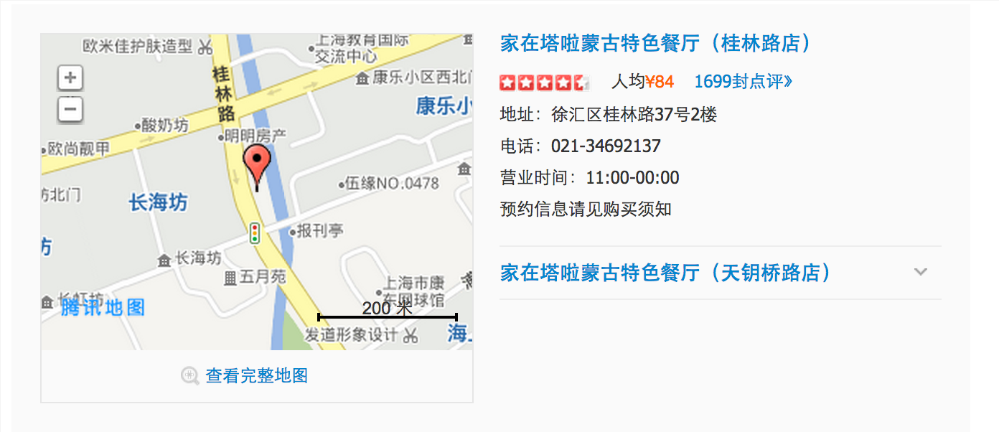 欧米佳护肤造型
上海教育国际
交流中心
康乐小区西北门
桂林路
康乐小
酸奶坊
明明房产
欧尚靓甲
伍缘NO.0478
坊北门
长海坊
坊
报刊亭
长海坊
五月苑
上海市康
东网球馆
长虹坊
腾讯地图
200 米
发道形象设计
海上
查看完整地图
家在塔啦蒙古特色餐厅（桂林路店）
人均¥84 1699封点评》
地址：徐汇区桂林路37号2楼
电话：021-34692137
营业时间：11:00-00:00
预约信息请见购买须知
家在塔啦蒙古特色餐厅（天钥桥路店）